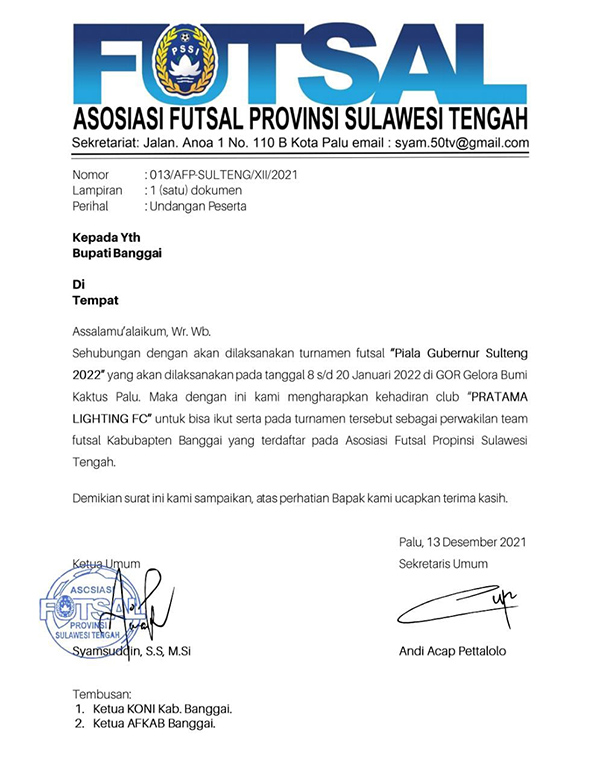 FUTSAL
PSSI
ASOSIASI FUTSAL PROVINSI SULAWESI TENGAH
Sekretariat: Jalan. Anoa 1 No. 110 B Kota Palu email : syam.50tv@gmail.com
Nomor : 013/AFP-SULTENG/XII/2021
Lampiran : 1 (satu) dokumen
Perihal : Undangan Peserta
Kepada Yth
Bupati Banggai
Di
Tempat
Assalamu’alaikum, Wr. Wb.
Sehubungan dengan akan dilaksanakan turnamen futsal “Piala Gubernur Sulteng
2022” yang akan dilaksanakan pada tanggal 8 s/d 20 Januari 2022 di GOR Gelora Bumi
Kaktus Palu. Maka dengan ini kami mengharapkan kehadiran club “PRATAMA
LIGHTING FC” untuk bisa ikut serta pada turnamen tersebut sebagai perwakilan team
futsal Kabubapten Banggai yang terdaftar pada Asosiasi Futsal Propinsi Sulawesi
Tengah.
Demikian surat ini kami sampaikan, atas perhatian Bapak kami ucapkan terima kasih.
Palu, 13 Desember 2021
Ketua Umum
Sekretaris Umum
ASCSIAS
FUTSAL
PROVINSI
SULAWESI TENGAH
Syamsuddin, S.S, M.Si
Andi Acap Pettalolo
Tembusan:
1. Ketua KONI Kab. Banggai.
2. Ketua AFKAB Banggai.